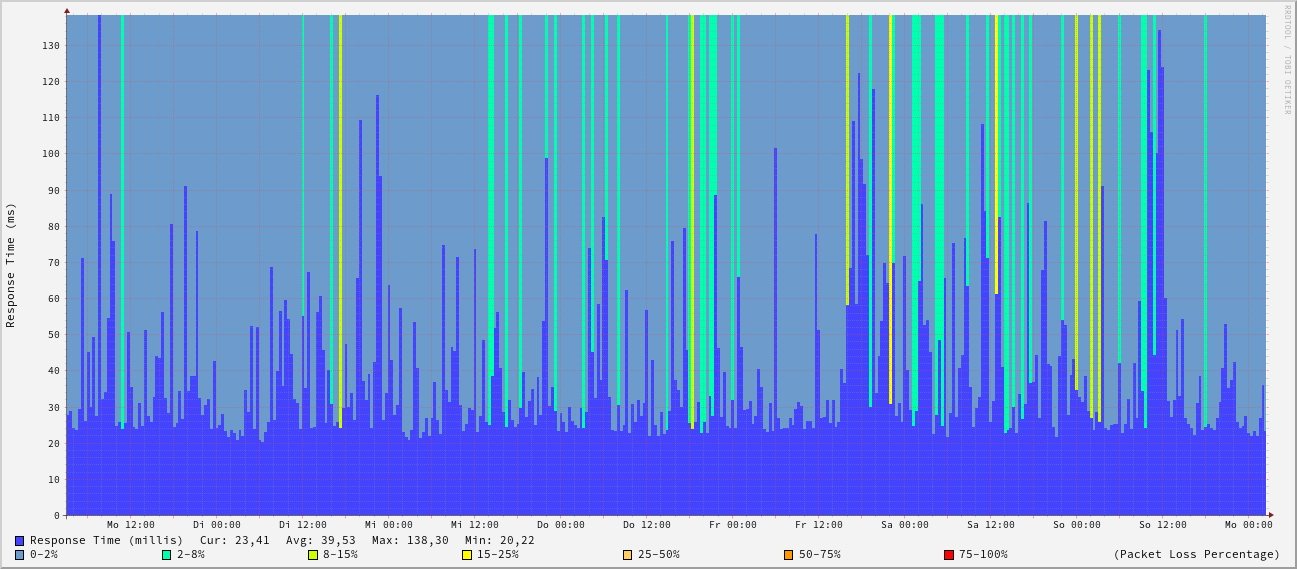 RRDTOOL / TOBI OETIKER
Response Time (ms)
130
120
110
100
90
80
70
60
50
40
30
20
10
0
Mo 12:00 Di 00:00 Di 12:00 Mi 00:00 Mi 12:00 Do 00:00 Do 12:00 Fr 00:00 Fr 12:00 Sa 00:00 Sa 12:00 So 00:00 So 12:00 Mo 00:00
Response Time (millis) Cur: 23,41 Avg: 39,53 Max: 138,30 Min: 20,22
0-2% 2-8% 8-15% 15-25% 25-50% 50-75% 75-100% (Packet Loss Percentage)